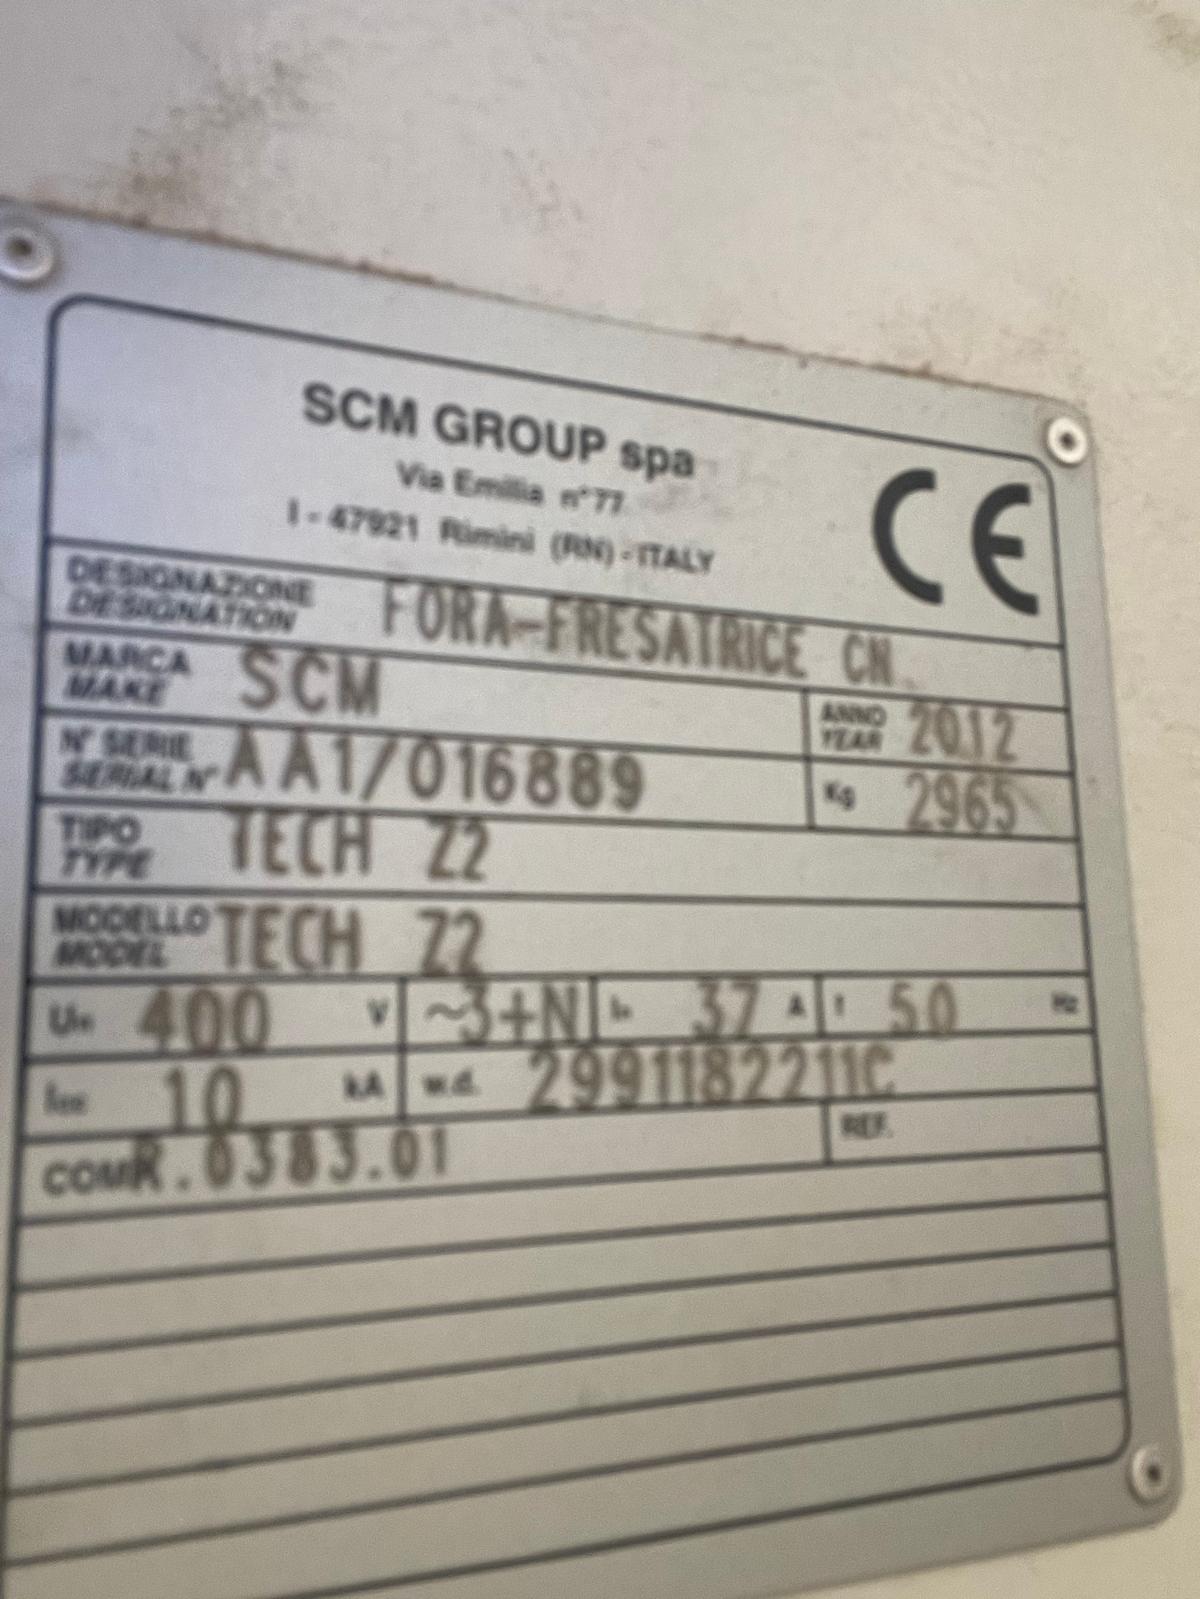 SCM GROUP spa
Via Emilia n°77
I - 47921 Rimini (RN) - ITALY
CE
DESIGNAZIONE
DESIGNATION
FORA-FRESATRICE CN.
MARCA
MAKE
SCM
ANNO
YEAR
2012
N° SERIE
SERIAL N°
AA1/016889
Kg
2965
TIPO
TYPE
TECH Z2
MODELLO
MODEL
TECH Z2
Un 400 V
~3+N
In 37 A
f 50 Hz
Icc 10 kA
w.d. 2991182211C
COM R.0383.01
REF.